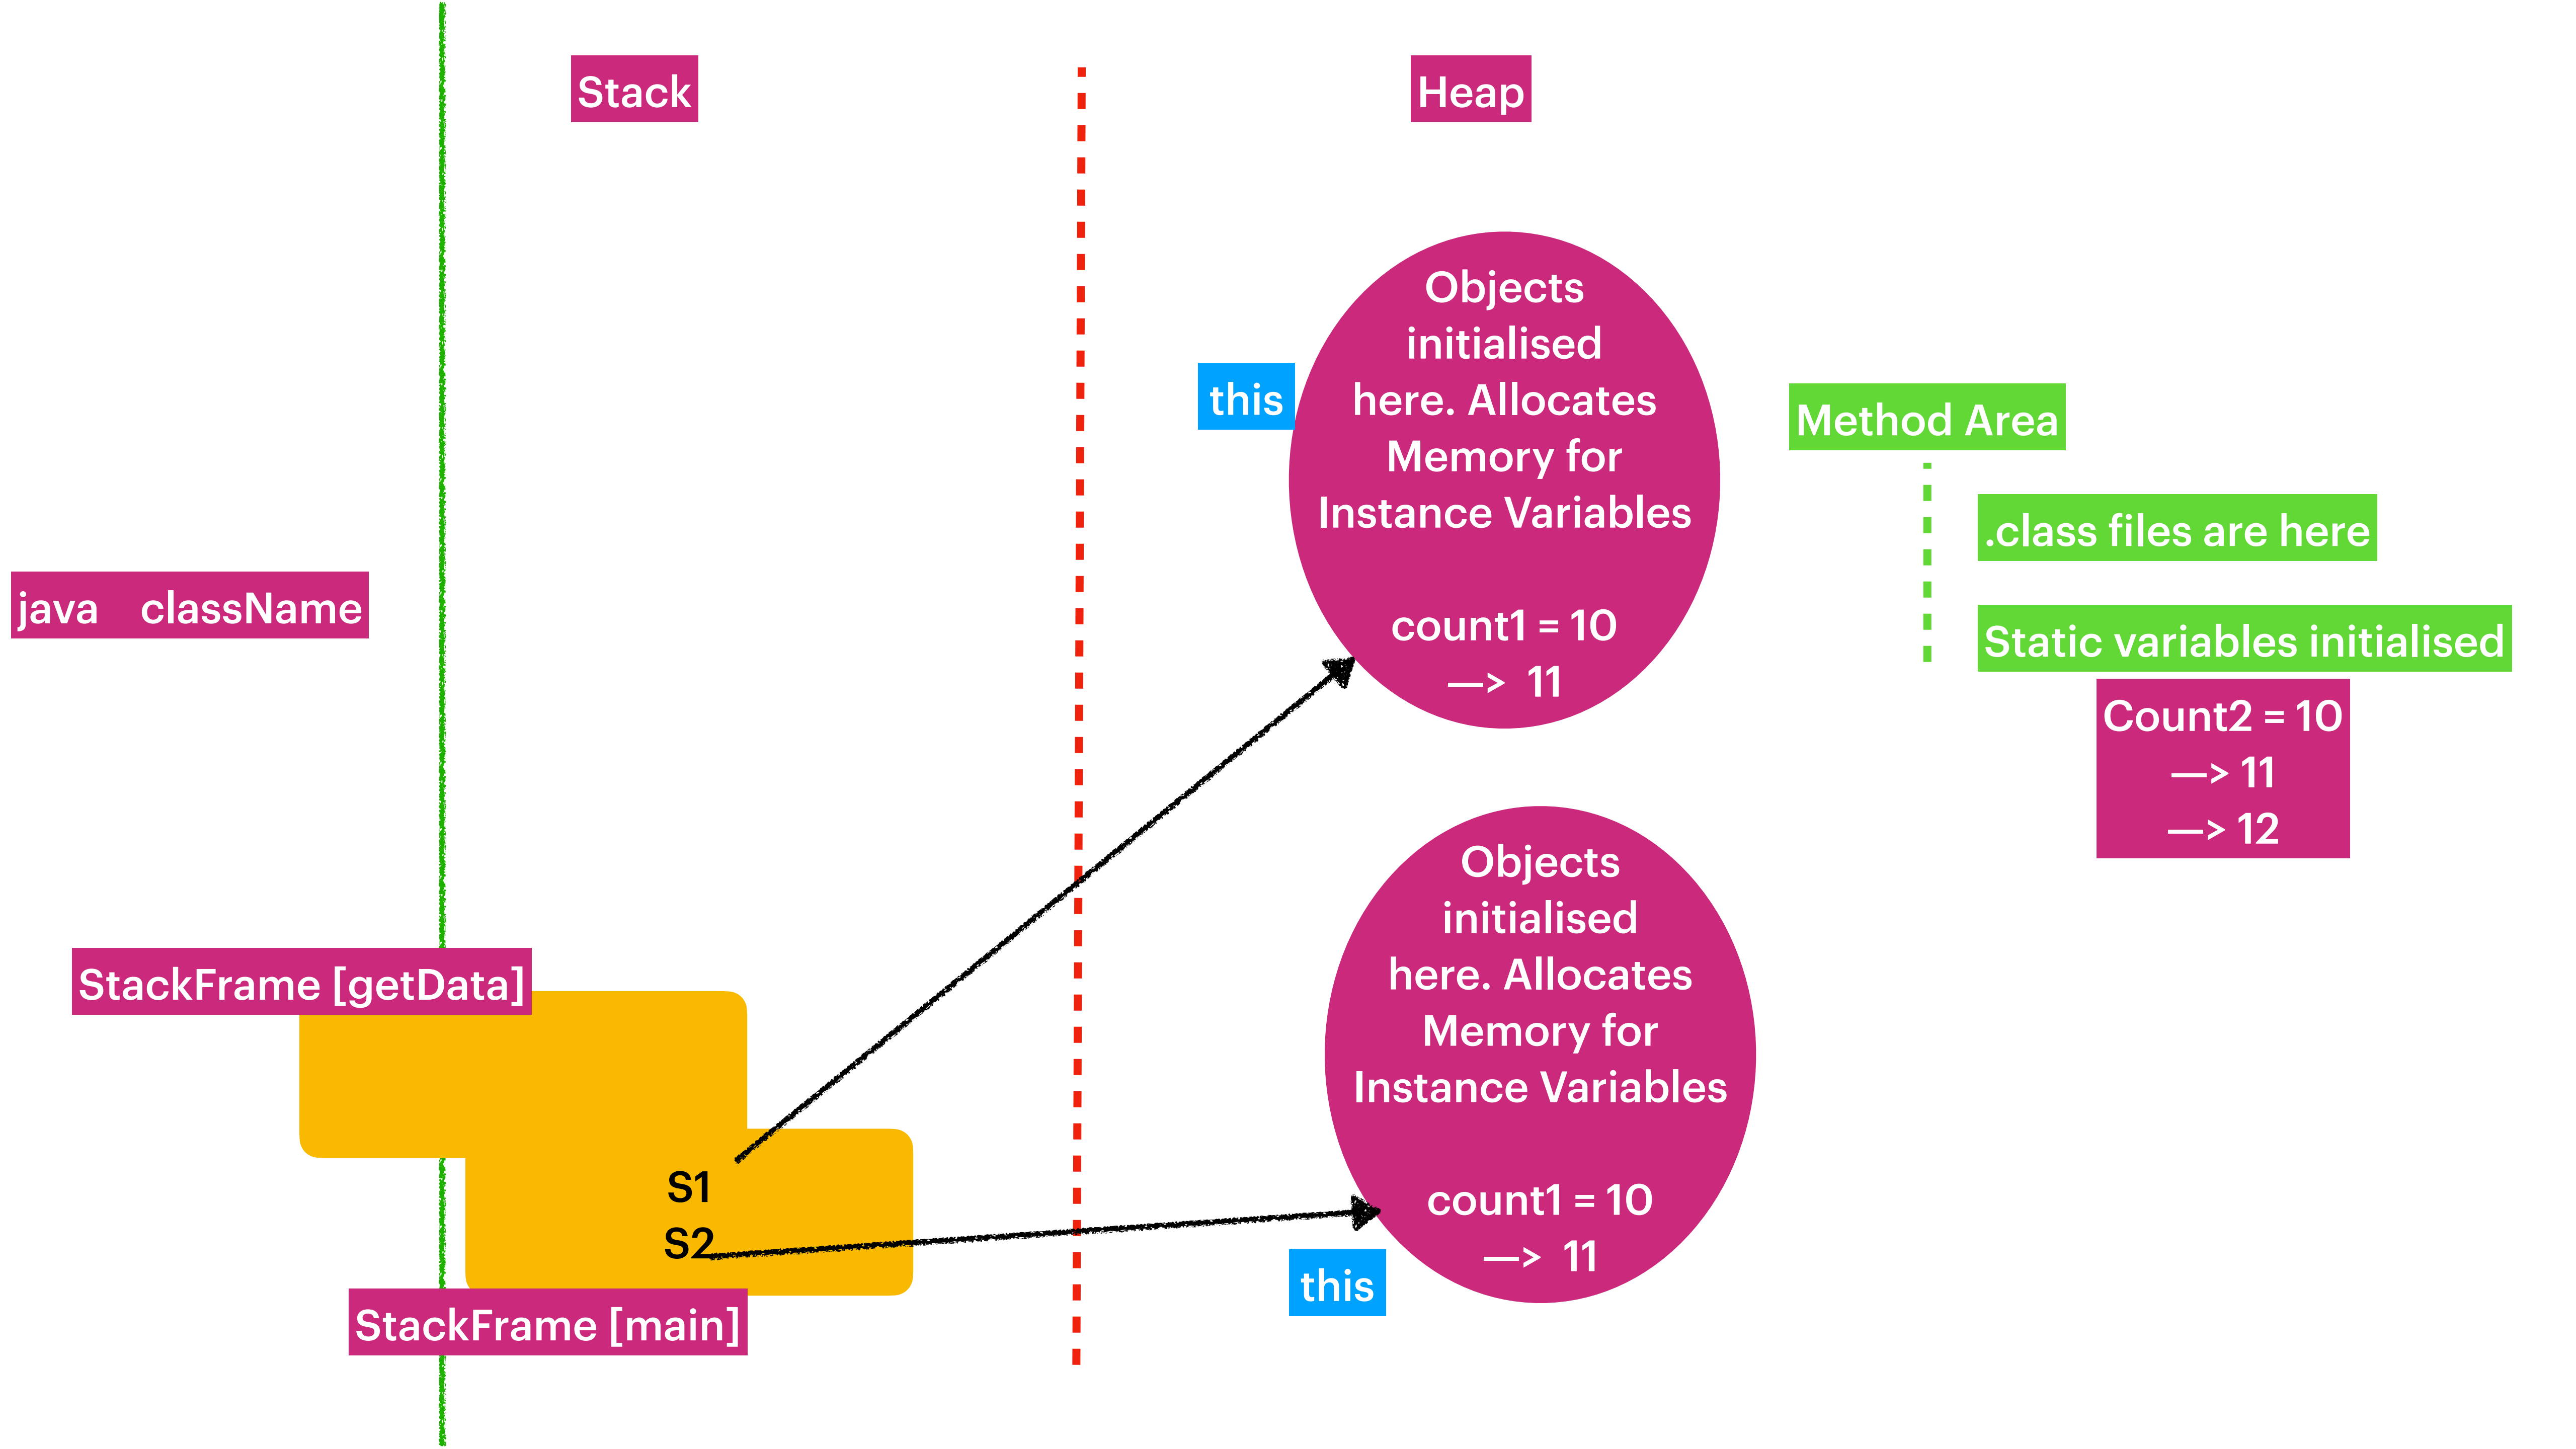 Stack
Heap
Objects
initialised
here. Allocates
Memory for
Instance Variables
count1 = 10
—> 11
this
Method Area
.class files are here
Static variables initialised
Count2 = 10
—> 11
—> 12
java className
Objects
initialised
here. Allocates
Memory for
Instance Variables
count1 = 10
—> 11
this
StackFrame [getData]
S1
S2
StackFrame [main]